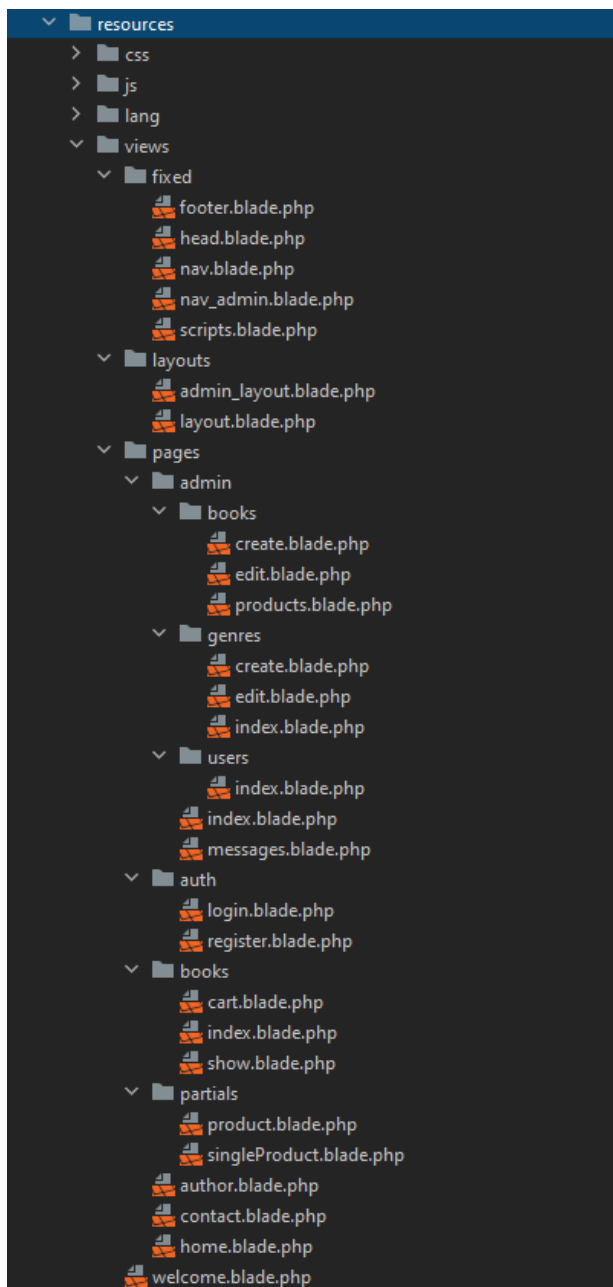 resources
css
js
lang
views
fixed
footer.blade.php
head.blade.php
nav.blade.php
nav_admin.blade.php
scripts.blade.php
layouts
admin_layout.blade.php
layout.blade.php
pages
admin
books
create.blade.php
edit.blade.php
products.blade.php
genres
create.blade.php
edit.blade.php
index.blade.php
users
index.blade.php
index.blade.php
messages.blade.php
auth
login.blade.php
register.blade.php
books
cart.blade.php
index.blade.php
show.blade.php
partials
product.blade.php
singleProduct.blade.php
author.blade.php
contact.blade.php
home.blade.php
welcome.blade.php